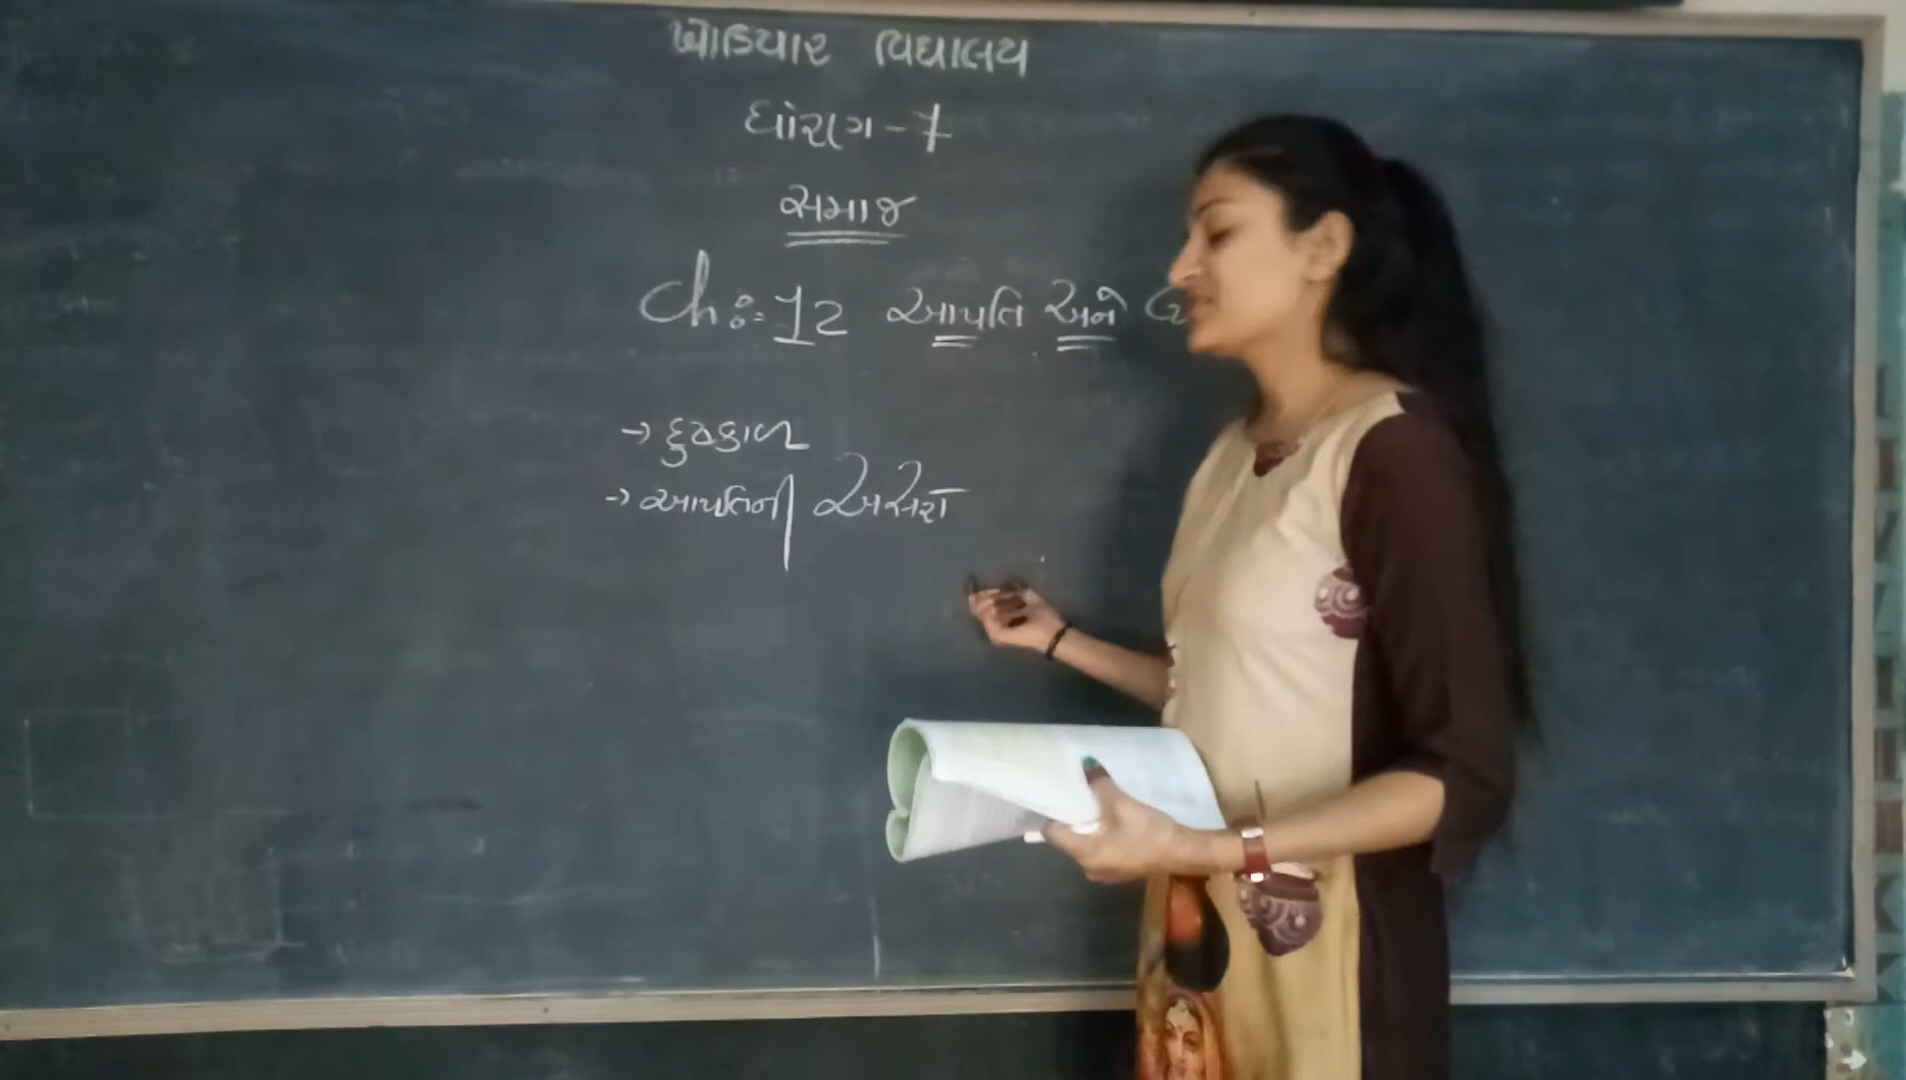 ખોડિયાર વિદ્યાલય
ધોરણ - 7
સમાજ
Ch :- 12 આપતિ અને
→ દુષ્કાળ
→ આપતિની અસરો